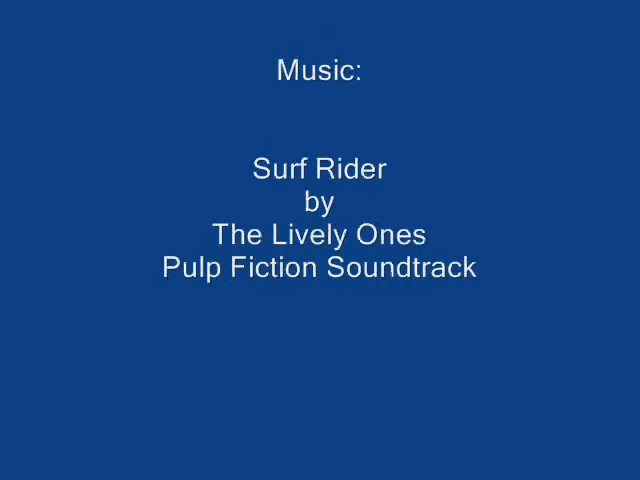 Music:
Surf Rider
by
The Lively Ones
Pulp Fiction Soundtrack